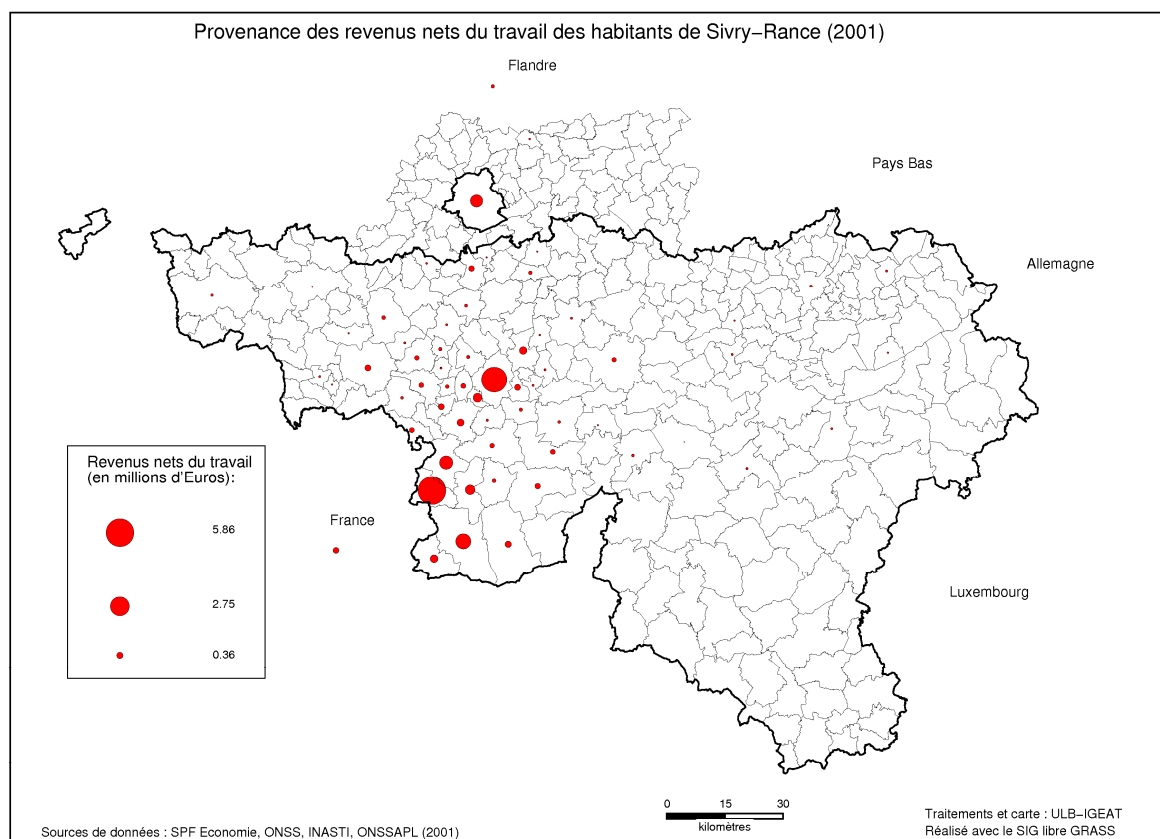 Provenance des revenus nets du travail des habitants de Sivry−Rance (2001)
Flandre
Pays Bas
Allemagne
Revenus nets du travail
(en millions d'Euros):
5.86
2.75
0.36
France
Luxembourg
0 15 30
kilomètres
Sources de données : SPF Economie, ONSS, INASTI, ONSSAPL (2001)
Traitements et carte : ULB−IGEAT
Réalisé avec le SIG libre GRASS